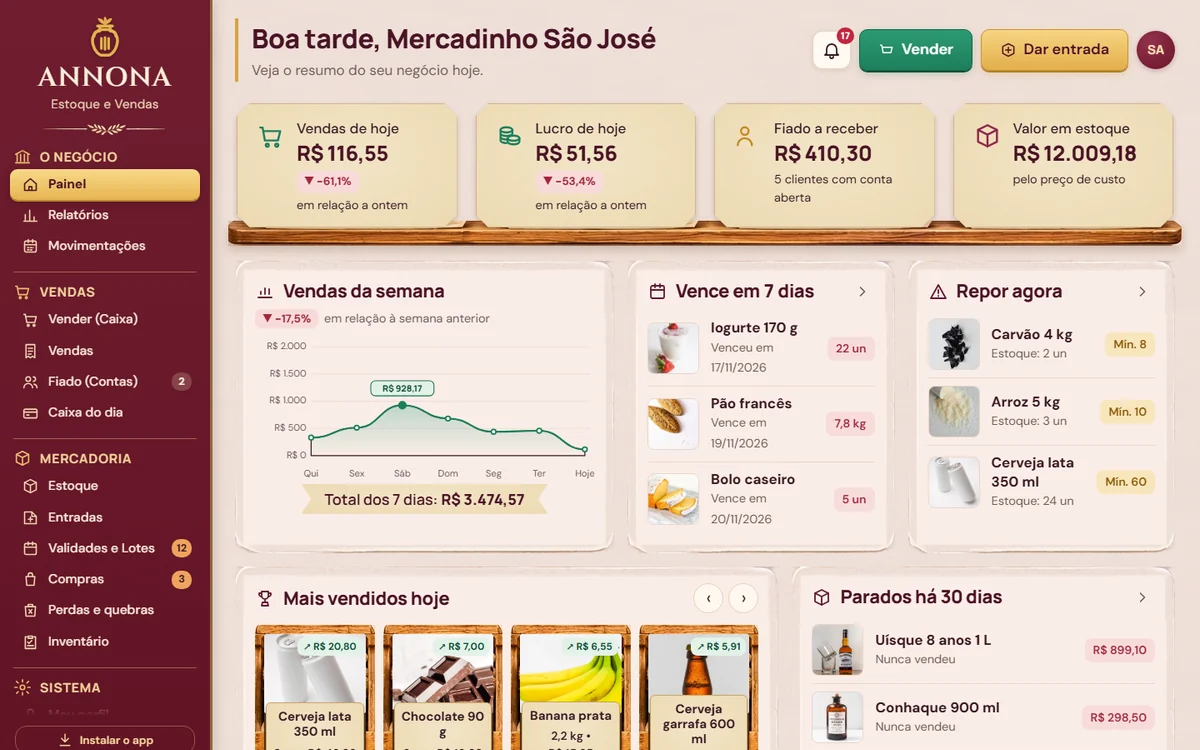 ANNONA
Estoque e Vendas
O NEGÓCIO
Painel
Relatórios
Movimentações
VENDAS
Vender (Caixa)
Vendas
Fiado (Contas) 2
Caixa do dia
MERCADORIA
Estoque
Entradas
Validades e Lotes 12
Compras 3
Perdas e quebras
Inventário
SISTEMA
Meu perfil
Instalar o app
Boa tarde, Mercadinho São José
Veja o resumo do seu negócio hoje.
17
Vender
Dar entrada
SA
Vendas de hoje
R$ 116,55
▼ -61,1%
em relação a ontem
Lucro de hoje
R$ 51,56
▼ -53,4%
em relação a ontem
Fiado a receber
R$ 410,30
5 clientes com conta
aberta
Valor em estoque
R$ 12.009,18
pelo preço de custo
Vendas da semana
▼ -17,5% em relação à semana anterior
R$ 2.000
R$ 1.500
R$ 1.000
R$ 500
R$ 0
R$ 928,17
Qui Sex Sáb Dom Seg Ter Hoje
Total dos 7 dias: R$ 3.474,57
Vence em 7 dias
Iogurte 170 g
Venceu em
17/11/2026
22 un
Pão francês
Vence em
19/11/2026
7,8 kg
Bolo caseiro
Vence em
20/11/2026
5 un
Repor agora
Carvão 4 kg
Estoque: 2 un
Mín. 8
Arroz 5 kg
Estoque: 3 un
Mín. 10
Cerveja lata
350 ml
Estoque: 24 un
Mín. 60
Mais vendidos hoje
↗ R$ 20,80
Cerveja lata
350 ml
↗ R$ 7,00
Chocolate 90
g
↗ R$ 6,55
Banana prata
2,2 kg •
↗ R$ 5,91
Cerveja
garrafa 600
ml
Parados há 30 dias
Uísque 8 anos 1 L
Nunca vendeu
R$ 899,10
Conhaque 900 ml
Nunca vendeu
R$ 298,50